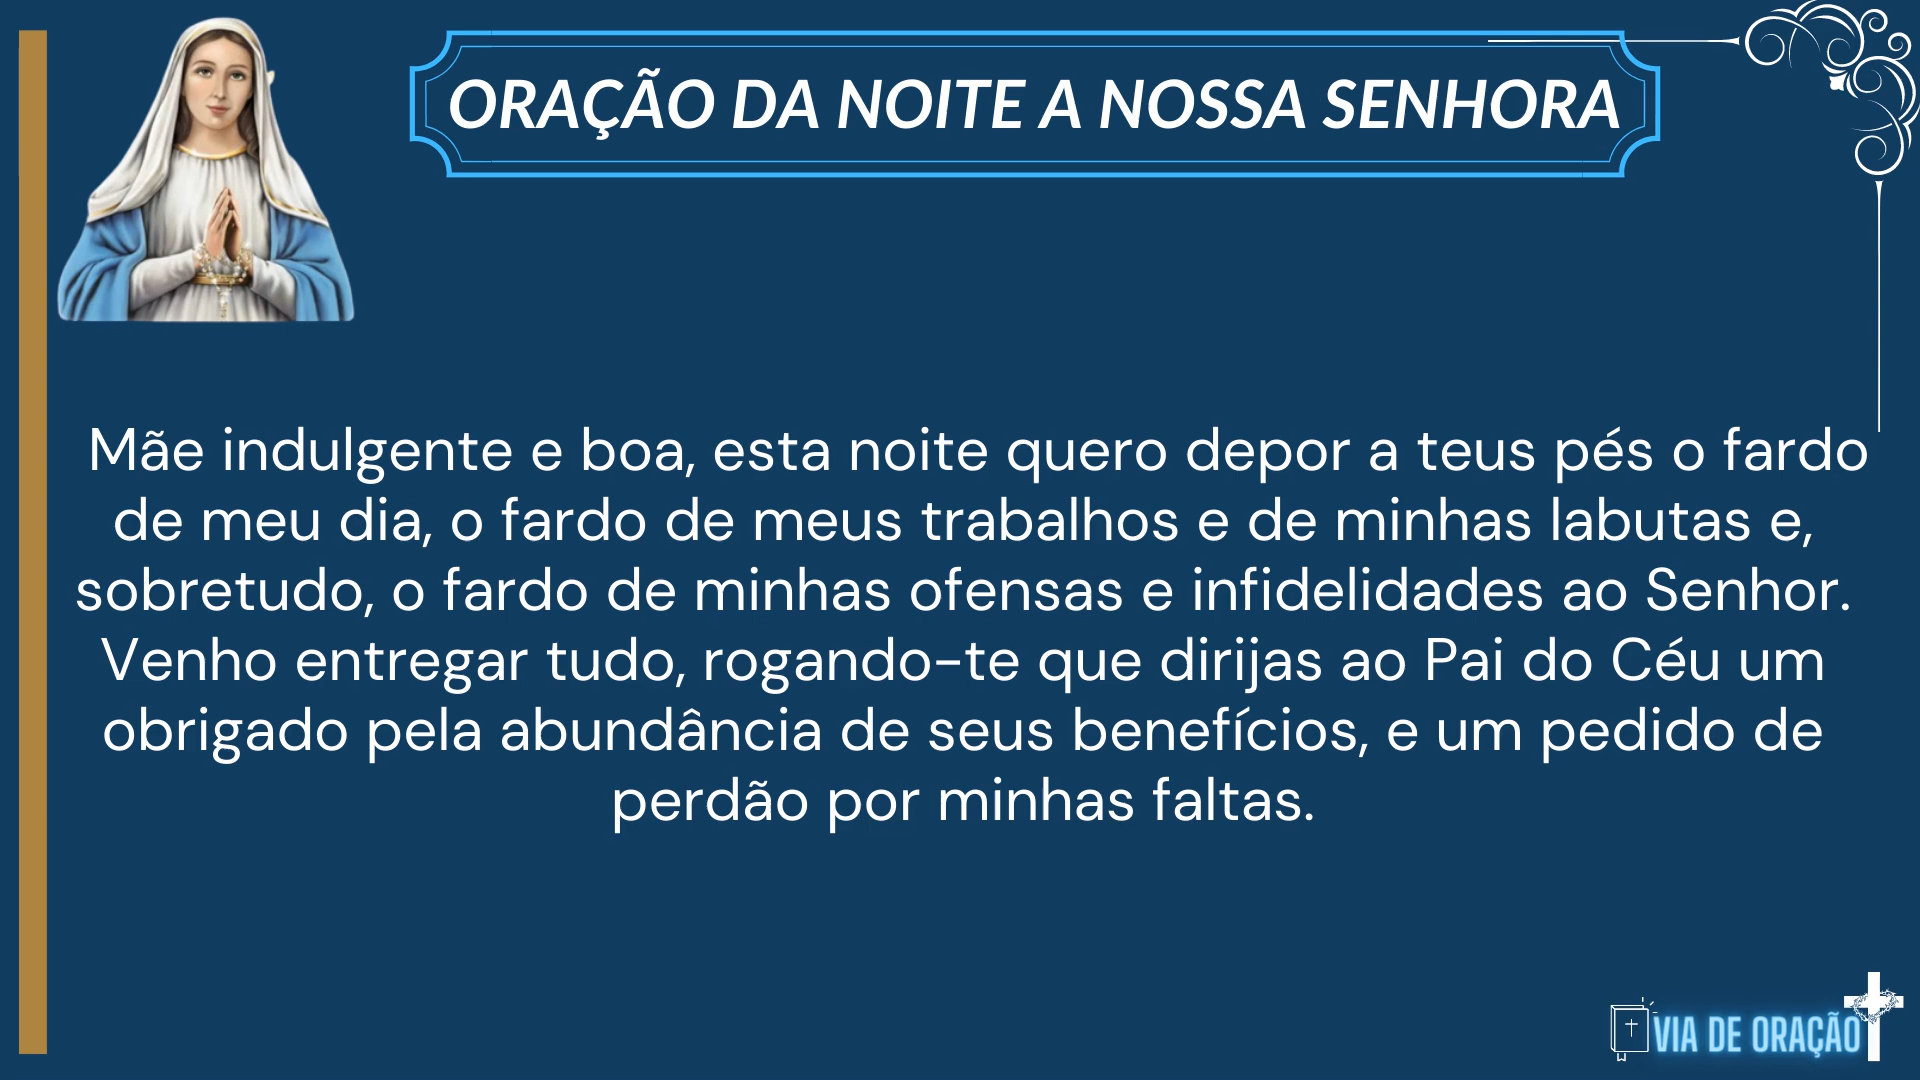 ORAÇÃO DA NOITE A NOSSA SENHORA
Mãe indulgente e boa, esta noite quero depor a teus pés o fardo
de meu dia, o fardo de meus trabalhos e de minhas labutas e,
sobretudo, o fardo de minhas ofensas e infidelidades ao Senhor.
Venho entregar tudo, rogando-te que dirijas ao Pai do Céu um
obrigado pela abundância de seus benefícios, e um pedido de
perdão por minhas faltas.
VIA DE ORAÇÃO